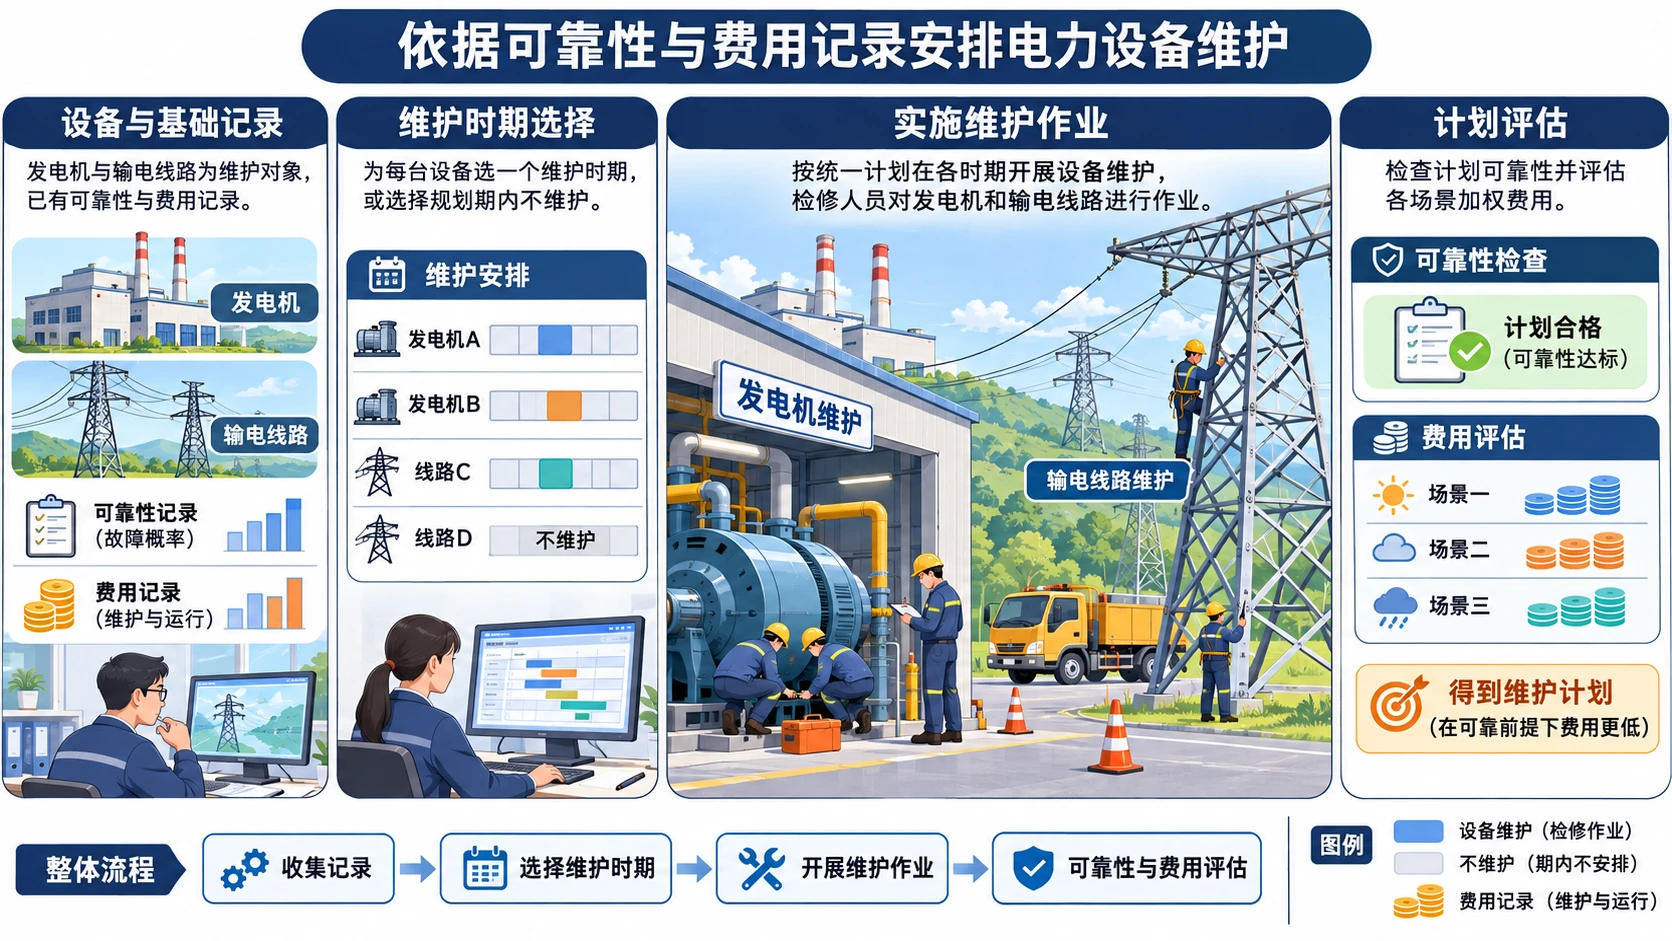 依据可靠性与费用记录安排电力设备维护
设备与基础记录
发电机与输电线路为维护对象，
已有可靠性与费用记录。
发电机
输电线路
可靠性记录
（故障概率）
费用记录
（维护与运行）
维护时期选择
为每台设备选一个维护时期，
或选择规划期内不维护。
维护安排
发电机A
发电机B
线路C
线路D
不维护
实施维护作业
按统一计划在各时期开展设备维护，
检修人员对发电机和输电线路进行作业。
发电机维护
输电线路维护
计划评估
检查计划可靠性并评估
各场景加权费用。
可靠性检查
计划合格
（可靠性达标）
费用评估
场景一
场景二
场景三
得到维护计划
（在可靠前提下费用更低）
整体流程
收集记录
选择维护时期
开展维护作业
可靠性与费用评估
图例
设备维护（检修作业）
不维护（期内不安排）
费用记录（维护与运行）